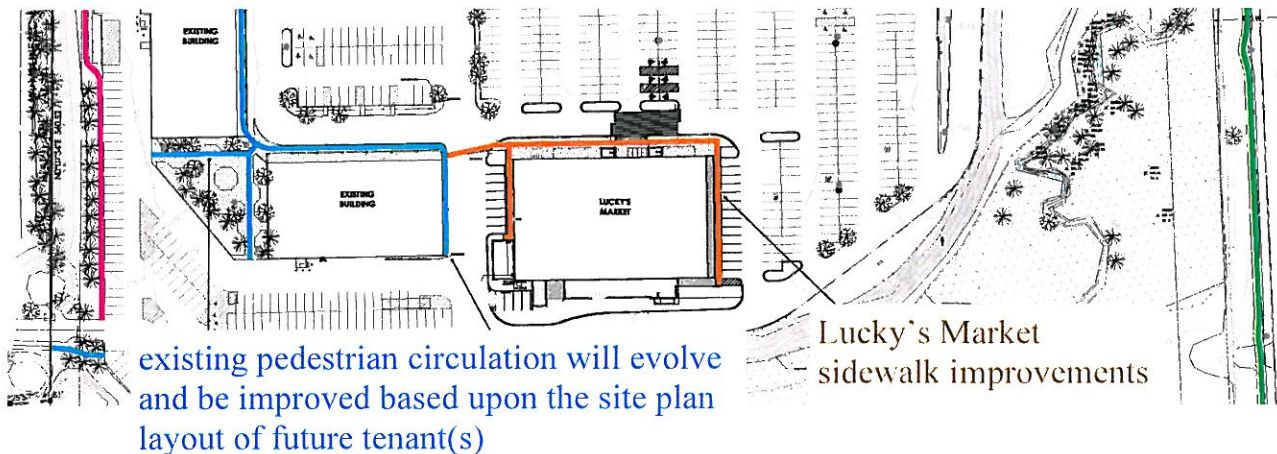 EXISTING
BUILDING
EXISTING
BUILDING
LUCKY'S
MARKET
existing pedestrian circulation will evolve
and be improved based upon the site plan
layout of future tenant(s)
Lucky's Market
sidewalk improvements